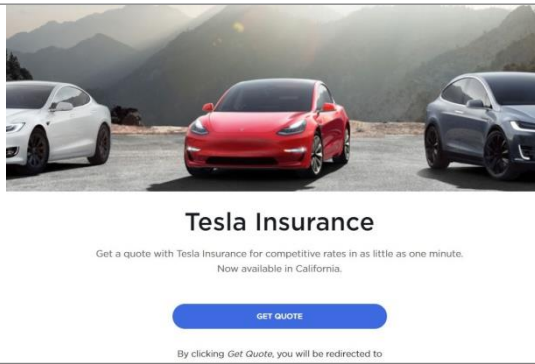 Tesla Insurance
Get a quote with Tesla Insurance for competitive rates in as little as one minute.
Now available in California.
GET QUOTE
By clicking Get Quote, you will be redirected to